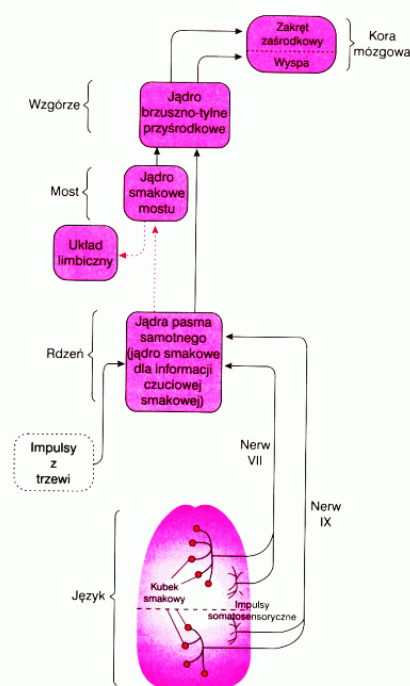 Zakręt
zaśrodkowy
Wyspa
Kora
mózgowa
Wzgórze
Jądro
brzuszno-tylne
przyśrodkowe
Most
Jądro
smakowe
mostu
Układ
limbiczny
Rdzeń
Jądra pasma
samotnego
(jądro smakowe
dla informacji
czuciowej
smakowej)
Impulsy
z
trzewi
Nerw
VII
Nerw
IX
Język
Kubek
smakowy
Impulsy
somatosensoryczne